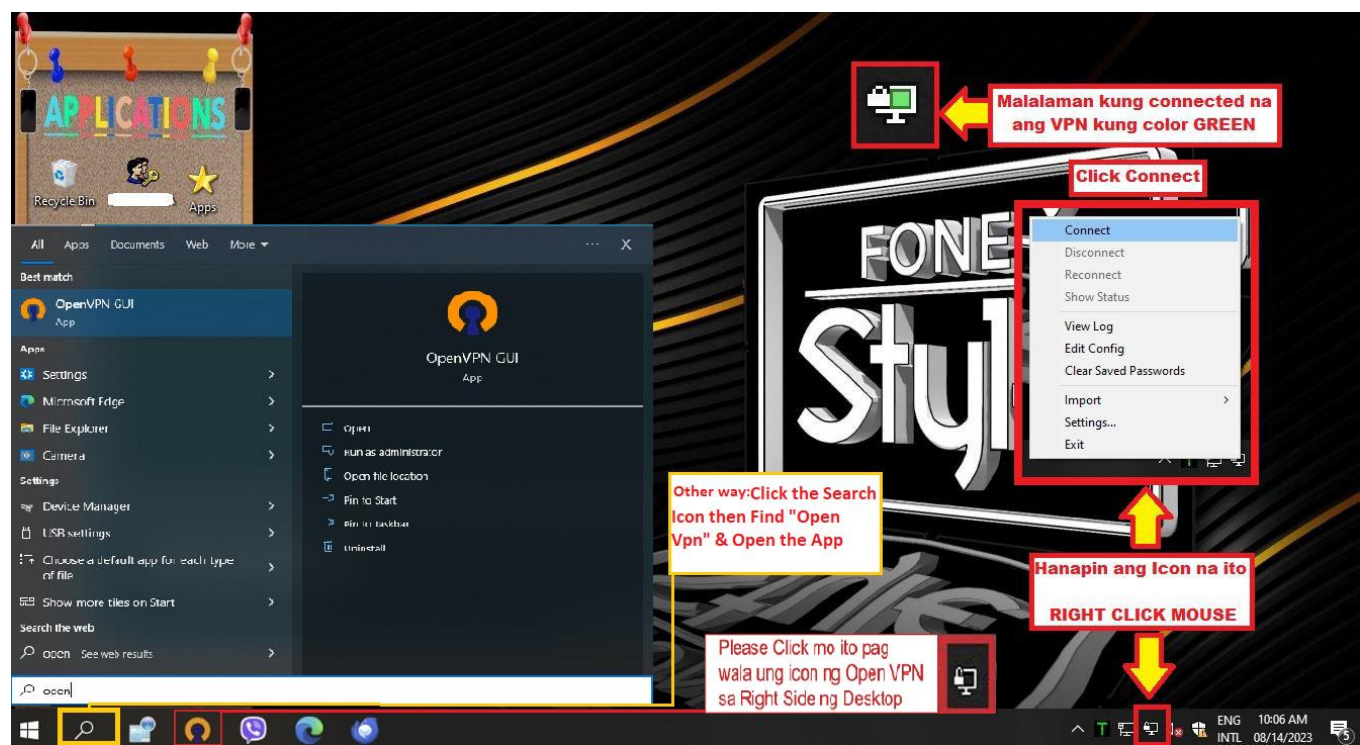 APPLICATIONS
Recycle Bin
Apps
Malalaman kung connected na
ang VPN kung color GREEN
Click Connect
FONE
Styl
Connect
Disconnect
Reconnect
Show Status
View Log
Edit Config
Clear Saved Passwords
Import
Settings...
Exit
All Apps Documents Web More
Best match
OpenVPN GUI
App
Apps
Settings
Microsoft Edge
File Explorer
Camera
Settings
Device Manager
USB settings
Choose a default app for each type
of file
Show more tiles on Start
Search the web
open See web results
open
OpenVPN GUI
App
Open
Run as administrator
Open file location
Pin to Start
Pin to taskbar
Uninstall
Other way:Click the Search
Icon then Find "Open
Vpn" & Open the App
Hanapin ang Icon na ito
RIGHT CLICK MOUSE
Please Click mo ito pag
wala ung icon ng Open VPN
sa Right Side ng Desktop
T
ENG
INTL
10:06 AM
08/14/2023
5